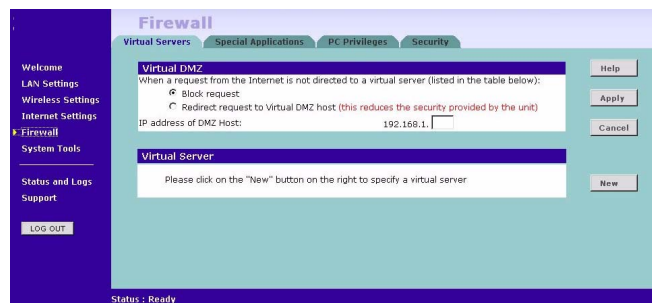 Firewall
Virtual Servers
Special Applications
PC Privileges
Security
Welcome
LAN Settings
Wireless Settings
Internet Settings
Firewall
System Tools
Status and Logs
Support
LOG OUT
Virtual DMZ
When a request from the Internet is not directed to a virtual server (listed in the table below):
Block request
Redirect request to Virtual DMZ host (this reduces the security provided by the unit)
IP address of DMZ Host: 192.168.1.
Virtual Server
Please click on the "New" button on the right to specify a virtual server
Help
Apply
Cancel
New
Status : Ready